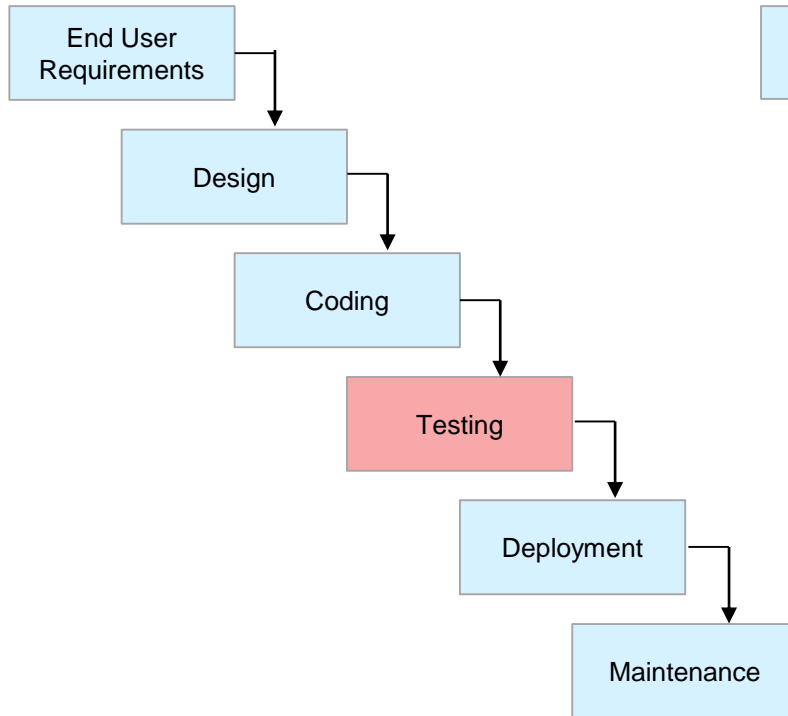 End User
Requirements
Design
Coding
Testing
Deployment
Maintenance